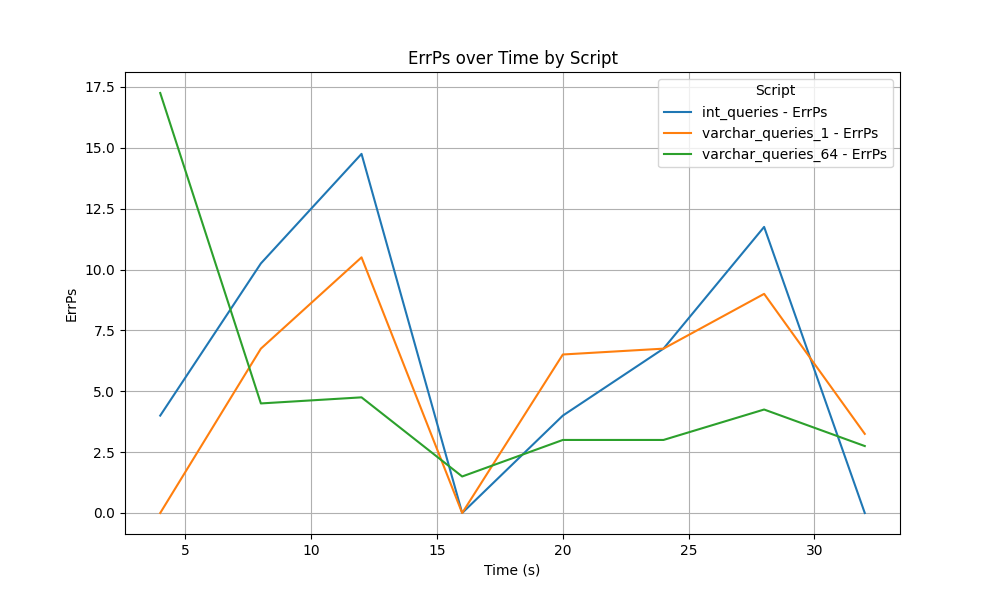 ErrPs over Time by Script
Script
int_queries - ErrPs
varchar_queries_1 - ErrPs
varchar_queries_64 - ErrPs
ErrPs
17.5
15.0
12.5
10.0
7.5
5.0
2.5
0.0
5 10 15 20 25 30
Time (s)